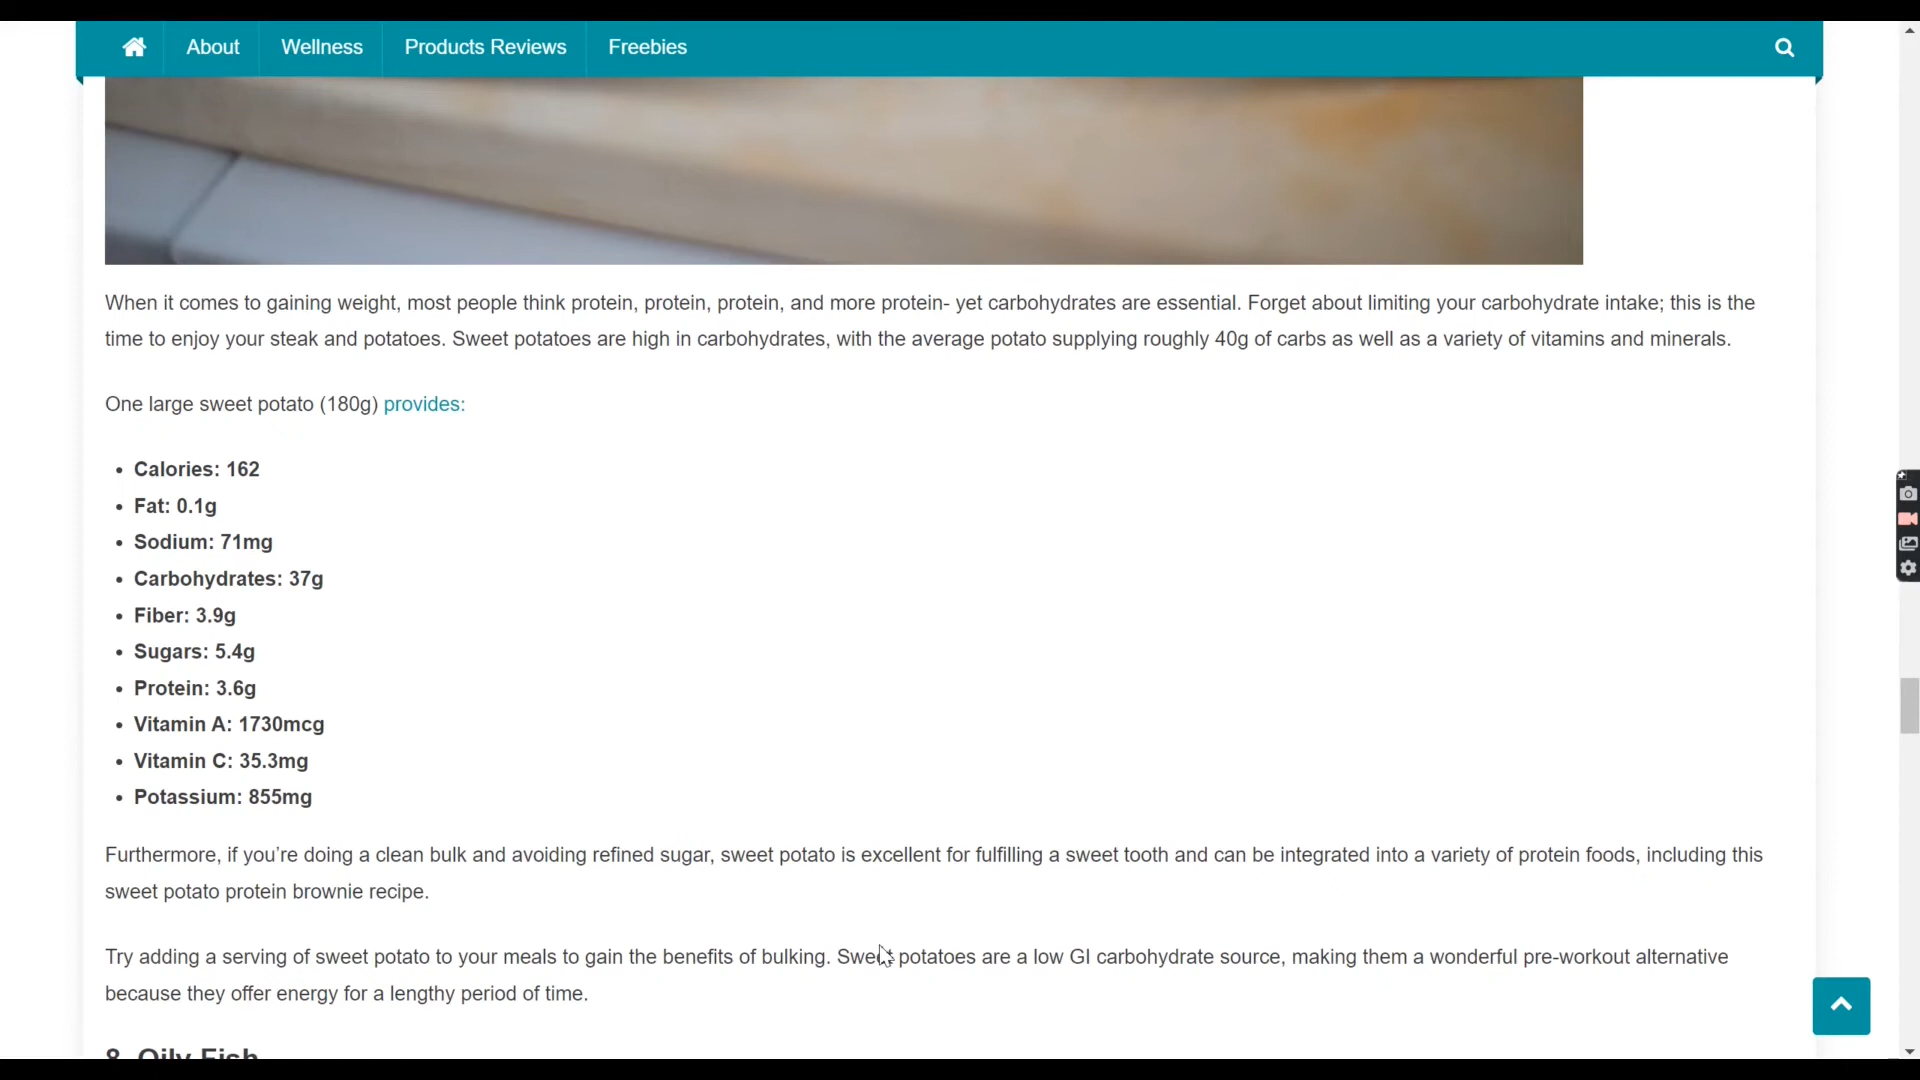 About Wellness Products Reviews Freebies
When it comes to gaining weight, most people think protein, protein, protein, and more protein- yet carbohydrates are essential. Forget about limiting your carbohydrate intake; this is the
time to enjoy your steak and potatoes. Sweet potatoes are high in carbohydrates, with the average potato supplying roughly 40g of carbs as well as a variety of vitamins and minerals.
One large sweet potato (180g) provides:
• Calories: 162
• Fat: 0.1g
• Sodium: 71mg
• Carbohydrates: 37g
• Fiber: 3.9g
• Sugars: 5.4g
• Protein: 3.6g
• Vitamin A: 1730mcg
• Vitamin C: 35.3mg
• Potassium: 855mg
Furthermore, if you’re doing a clean bulk and avoiding refined sugar, sweet potato is excellent for fulfilling a sweet tooth and can be integrated into a variety of protein foods, including this
sweet potato protein brownie recipe.
Try adding a serving of sweet potato to your meals to gain the benefits of bulking. Sweet potatoes are a low GI carbohydrate source, making them a wonderful pre-workout alternative
because they offer energy for a lengthy period of time.
8. Oily Fish